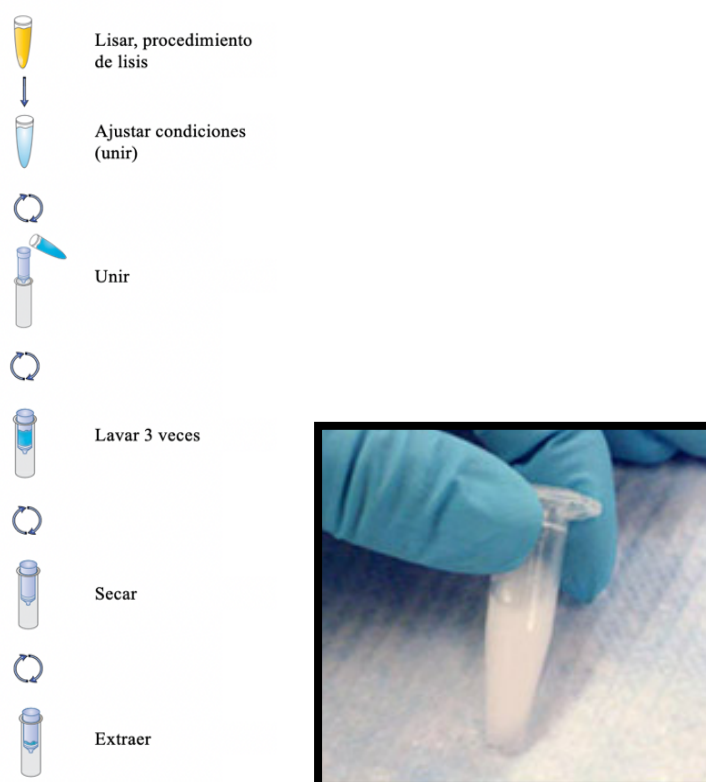 Lisar, procedimiento
de lisis
Ajustar condiciones
(unir)
Unir
Lavar 3 veces
Secar
Extraer